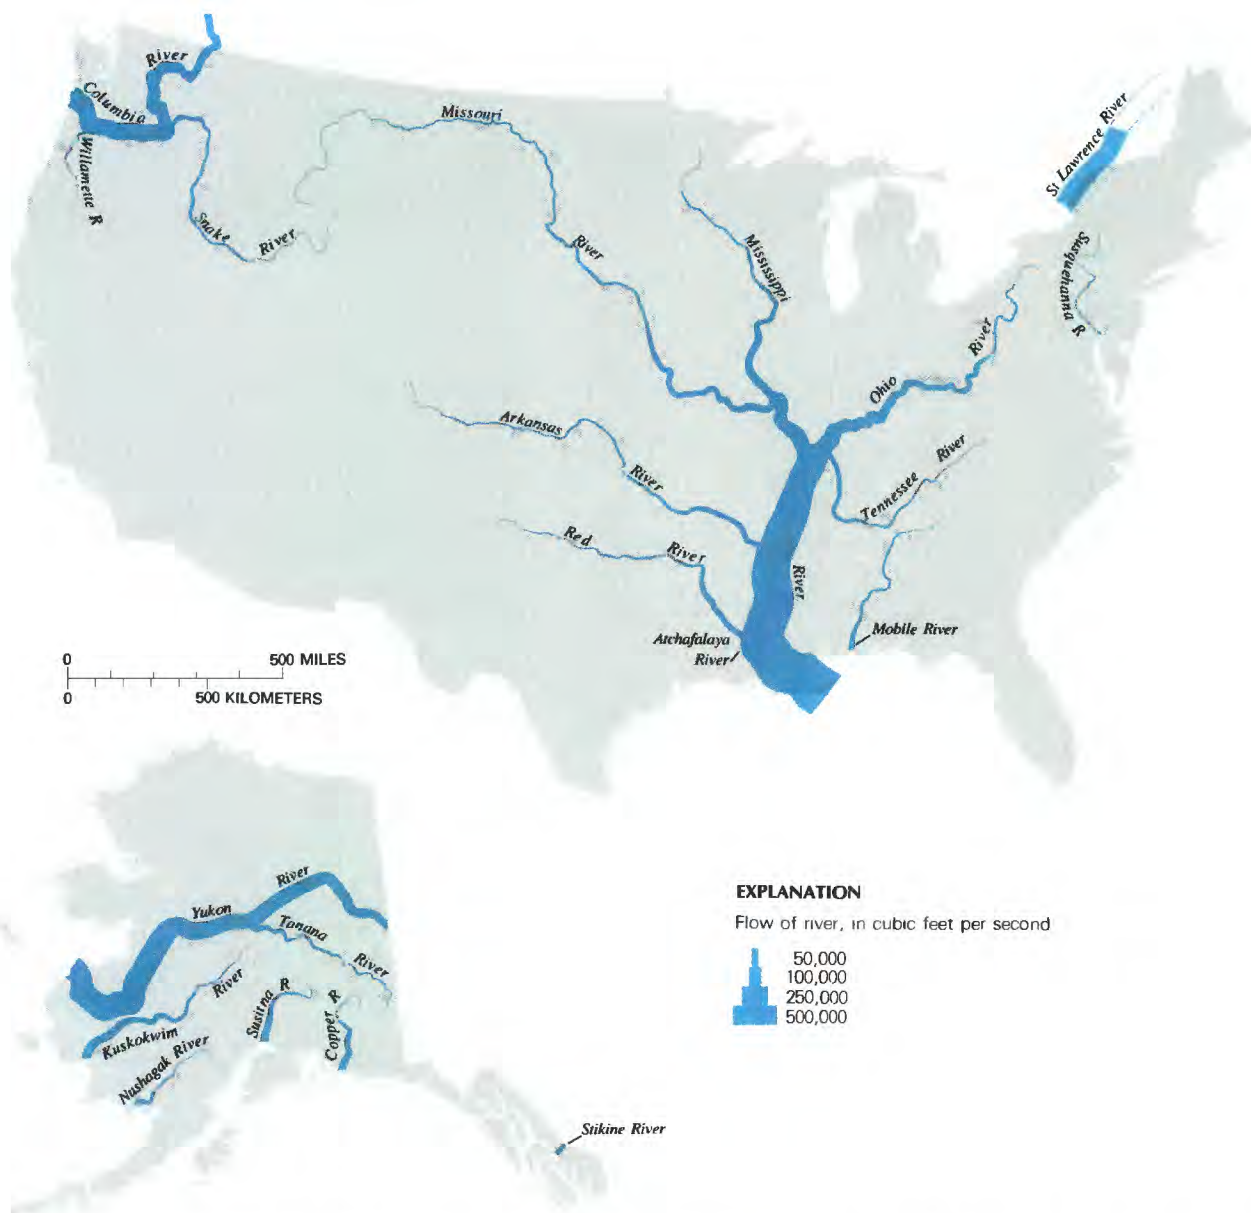 River
Columbia
Willamette R
Snake
River
Missouri
River
Mississippi
River
St Lawrence River
Susquehanna R
Ohio
River
Arkansas
River
Tennessee
River
Red
River
Atchafalaya
River
Mobile River
0
500 MILES
0
500 KILOMETERS
Yukon
River
Tanana
River
Kuskokwim
River
Nushagak River
Susitna R
Copper R
Stikine River
EXPLANATION
Flow of river, in cubic feet per second
50,000
100,000
250,000
500,000